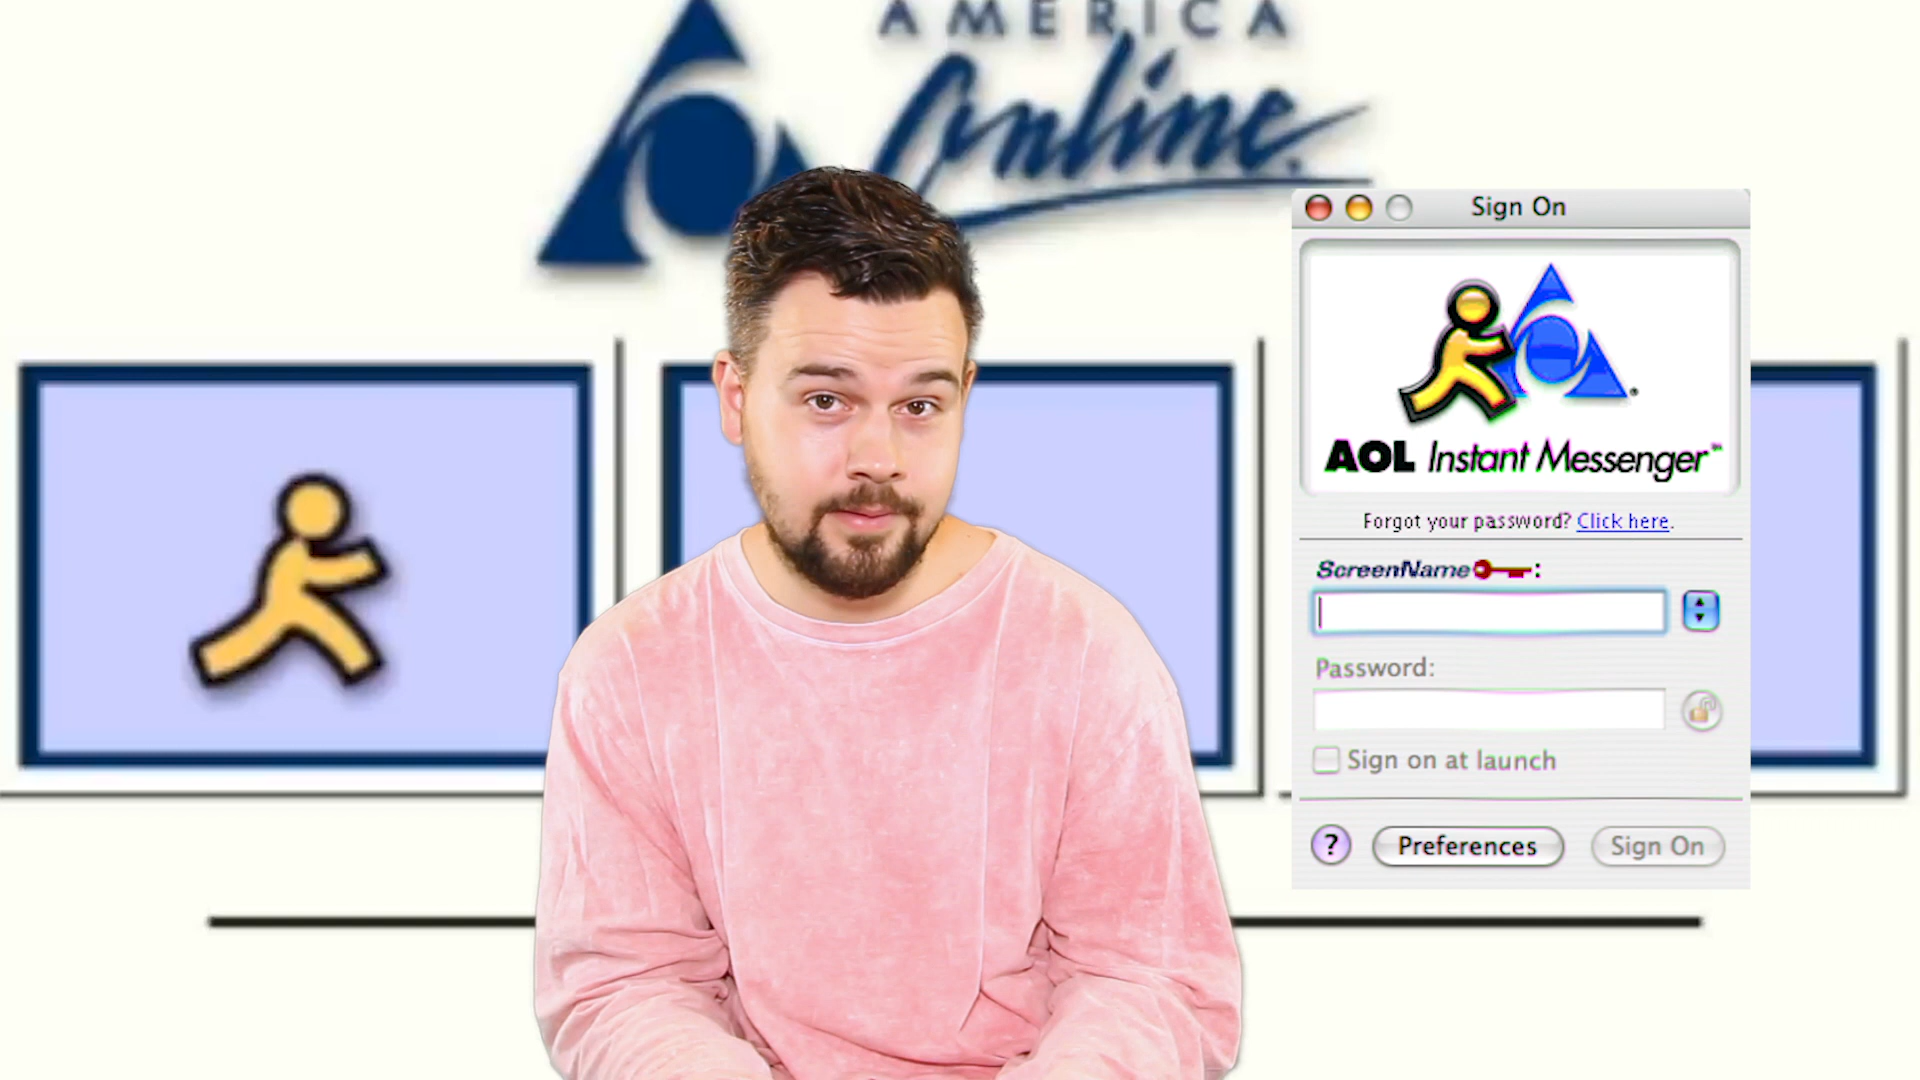 AMERICA
Online.
Sign On
AOL Instant Messenger™
Forgot your password? Click here.
ScreenName:
Password:
Sign on at launch
? Preferences Sign On